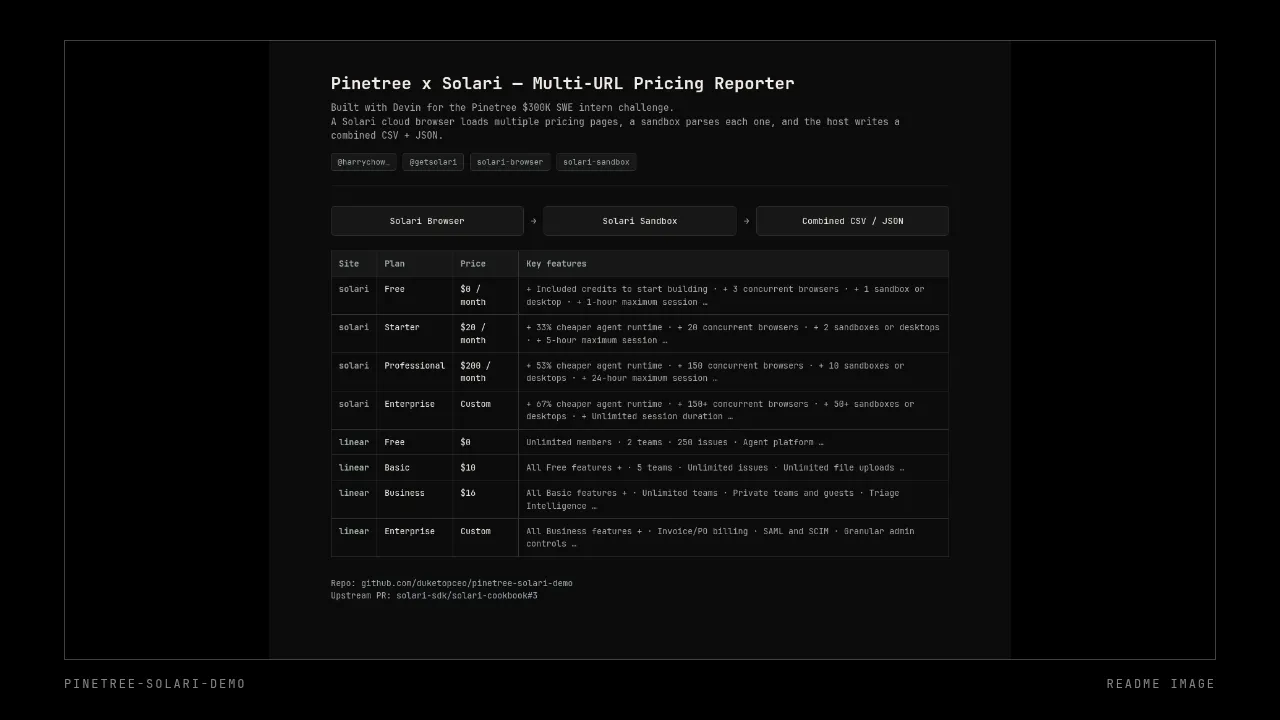 Pinetree x Solari — Multi-URL Pricing Reporter
Built with Devin for the Pinetree $300K SWE intern challenge.
A Solari cloud browser loads multiple pricing pages, a sandbox parses each one, and the host writes a
combined CSV + JSON.
@harrychow_ @getsolari solari-browser solari-sandbox
Solari Browser → Solari Sandbox → Combined CSV / JSON
Site Plan Price Key features
solari Free $0 / + Included credits to start building · + 3 concurrent browsers · + 1 sandbox or
month desktop · + 1-hour maximum session …
solari Starter $20 / + 33% cheaper agent runtime · + 20 concurrent browsers · + 2 sandboxes or desktops
month · + 5-hour maximum session …
solari Professional $200 / + 53% cheaper agent runtime · + 150 concurrent browsers · + 10 sandboxes or
month desktops · + 24-hour maximum session …
solari Enterprise Custom + 67% cheaper agent runtime · + 150+ concurrent browsers · + 50+ sandboxes or
desktops · + Unlimited session duration …
linear Free $0 Unlimited members · 2 teams · 250 issues · Agent platform …
linear Basic $10 All Free features + · 5 teams · Unlimited issues · Unlimited file uploads …
linear Business $16 All Basic features + · Unlimited teams · Private teams and guests · Triage
Intelligence …
linear Enterprise Custom All Business features + · Invoice/PO billing · SAML and SCIM · Granular admin
controls …
Repo: github.com/duketopceo/pinetree-solari-demo
Upstream PR: solari-sdk/solari-cookbook#3
PINETREE-SOLARI-DEMO
README IMAGE